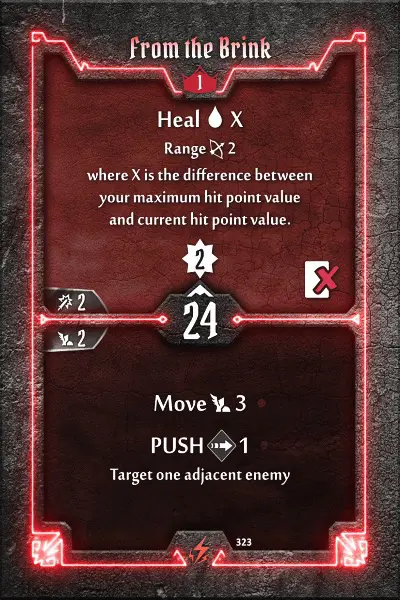 From the Brink
1
Heal X
Range 2
where X is the difference between
your maximum hit point value
and current hit point value.
2
2
24
2
Move 3
PUSH 1
Target one adjacent enemy
323